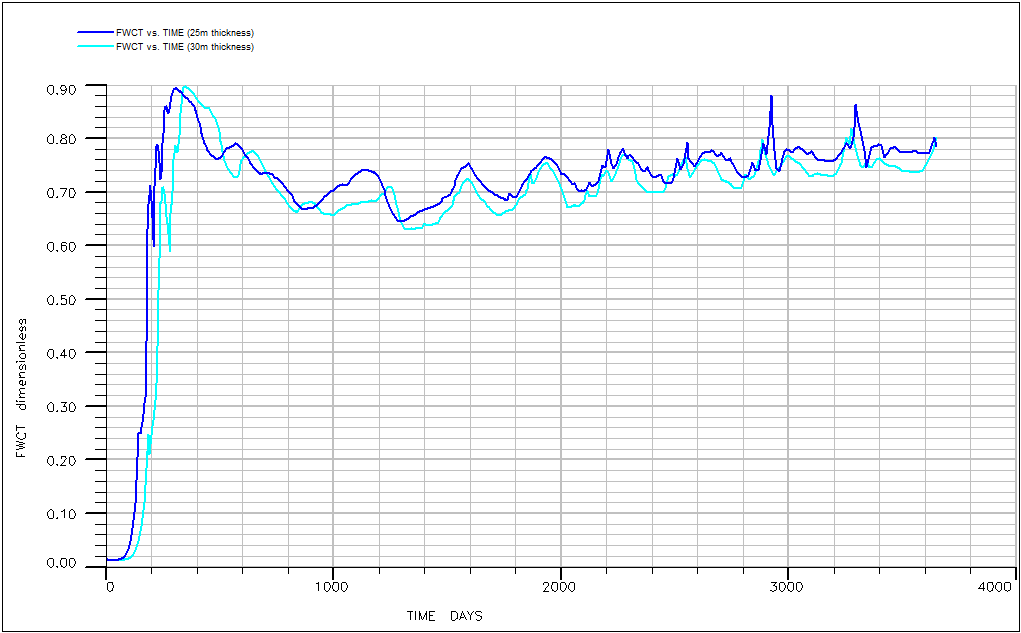 FWCT vs. TIME (25m thickness)
FWCT vs. TIME (30m thickness)
0.90
0.80
0.70
0.60
0.50
0.40
0.30
0.20
0.10
0.00
FWCT dimensionless
0 1000 2000 3000 4000
TIME DAYS